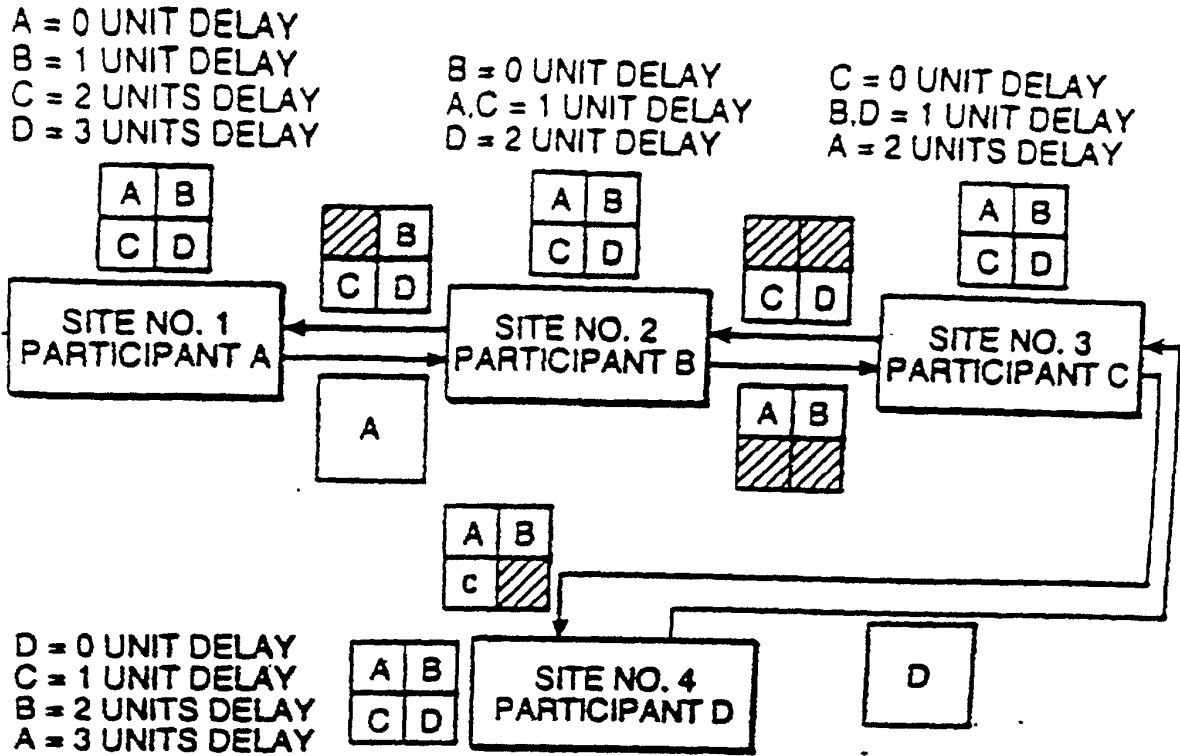 A = 0 UNIT DELAY
B = 1 UNIT DELAY
C = 2 UNITS DELAY
D = 3 UNITS DELAY
B = 0 UNIT DELAY
A,C = 1 UNIT DELAY
D = 2 UNIT DELAY
C = 0 UNIT DELAY
B,D = 1 UNIT DELAY
A = 2 UNITS DELAY
A B
C D
B
C D
A B
C D
C D
A B
C D
SITE NO. 1
PARTICIPANT A
SITE NO. 2
PARTICIPANT B
SITE NO. 3
PARTICIPANT C
A
A B
A B
c
D = 0 UNIT DELAY
C = 1 UNIT DELAY
B = 2 UNITS DELAY
A = 3 UNITS DELAY
A B
C D
SITE NO. 4
PARTICIPANT D
D